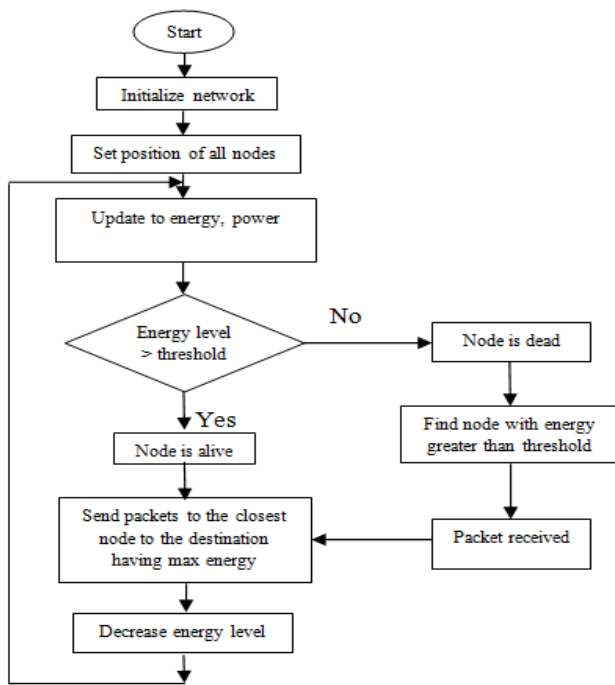 Start
Initialize network
Set position of all nodes
Update to energy, power
Energy level
> threshold
No
Node is dead
Yes
Find node with energy
greater than threshold
Node is alive
Send packets to the closest
node to the destination
having max energy
Packet received
Decrease energy level